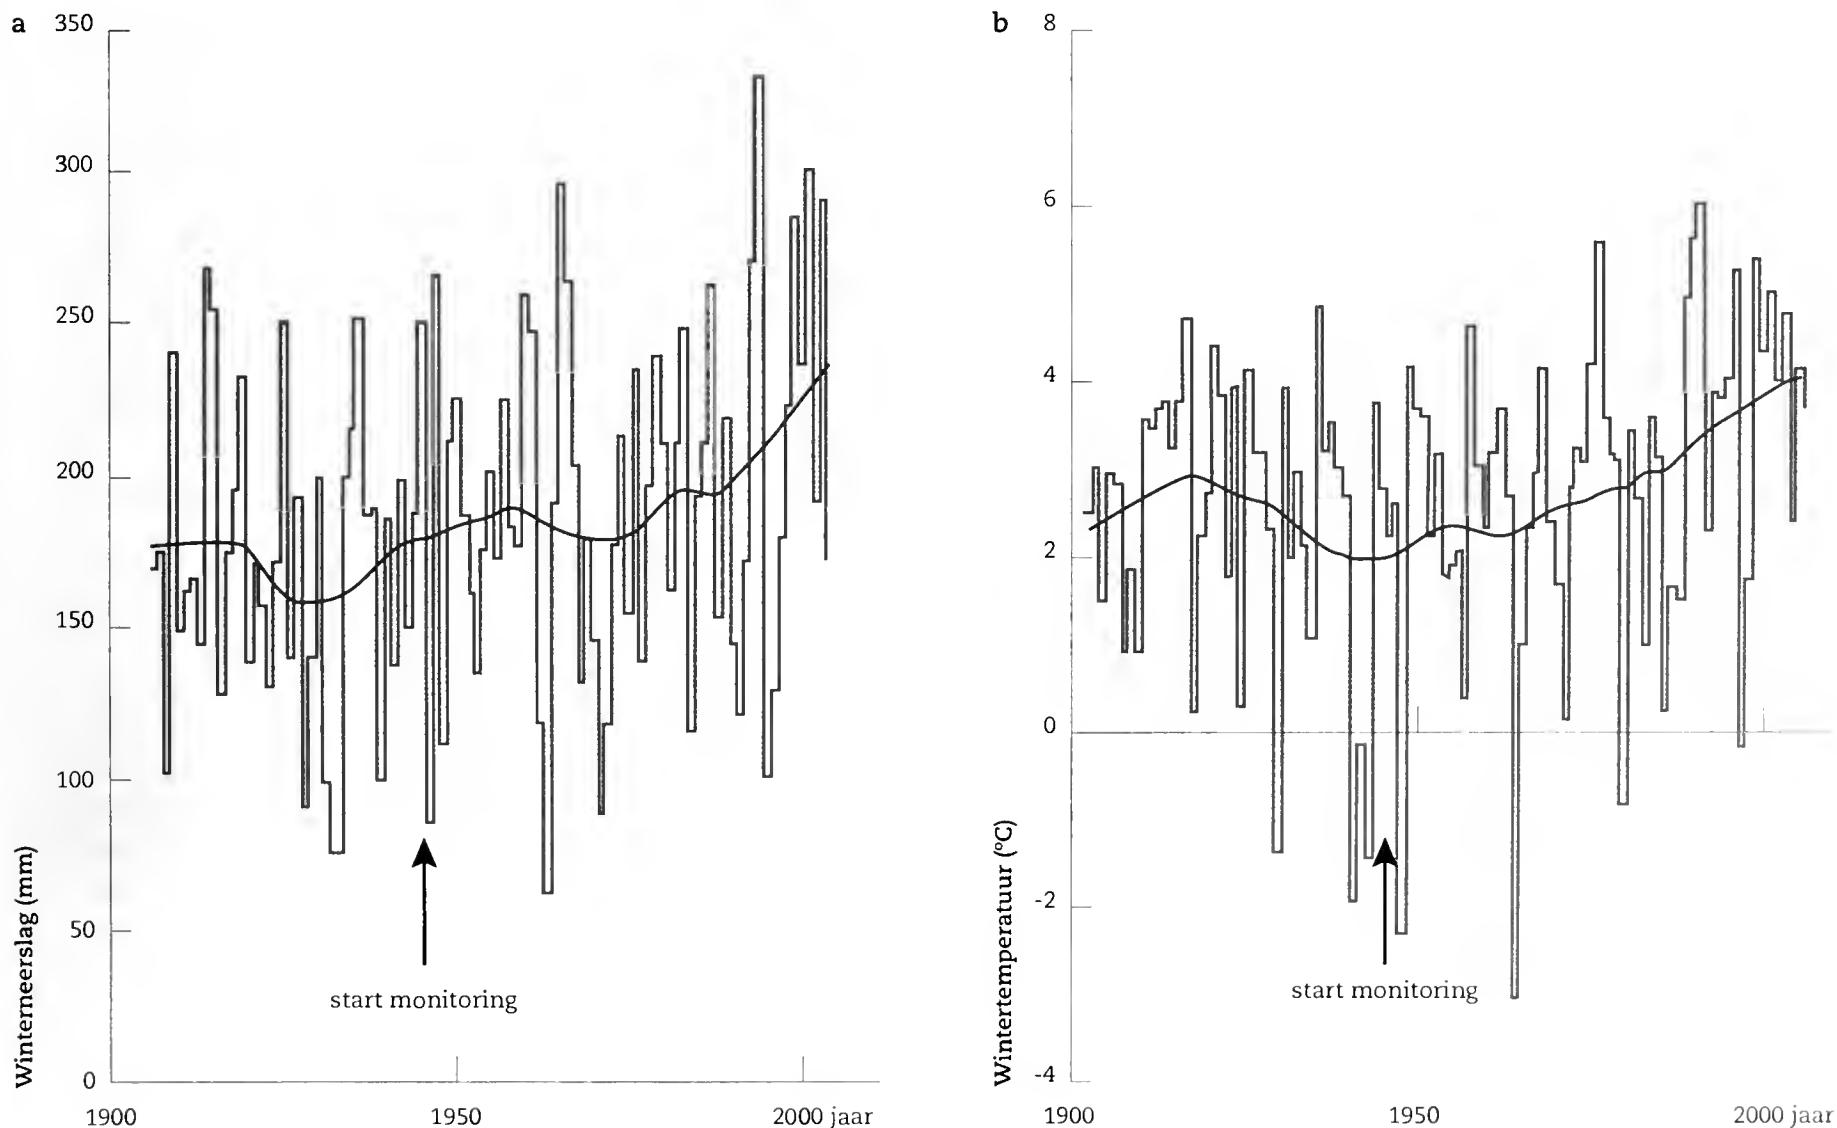 a
350
300
250
200
150
100
50
0
Winterneerslag (mm)
start monitoring
1900
1950
2000 jaar
b
8
6
4
2
0
-2
-4
Wintertemperatuur (°C)
start monitoring
1900
1950
2000 jaar